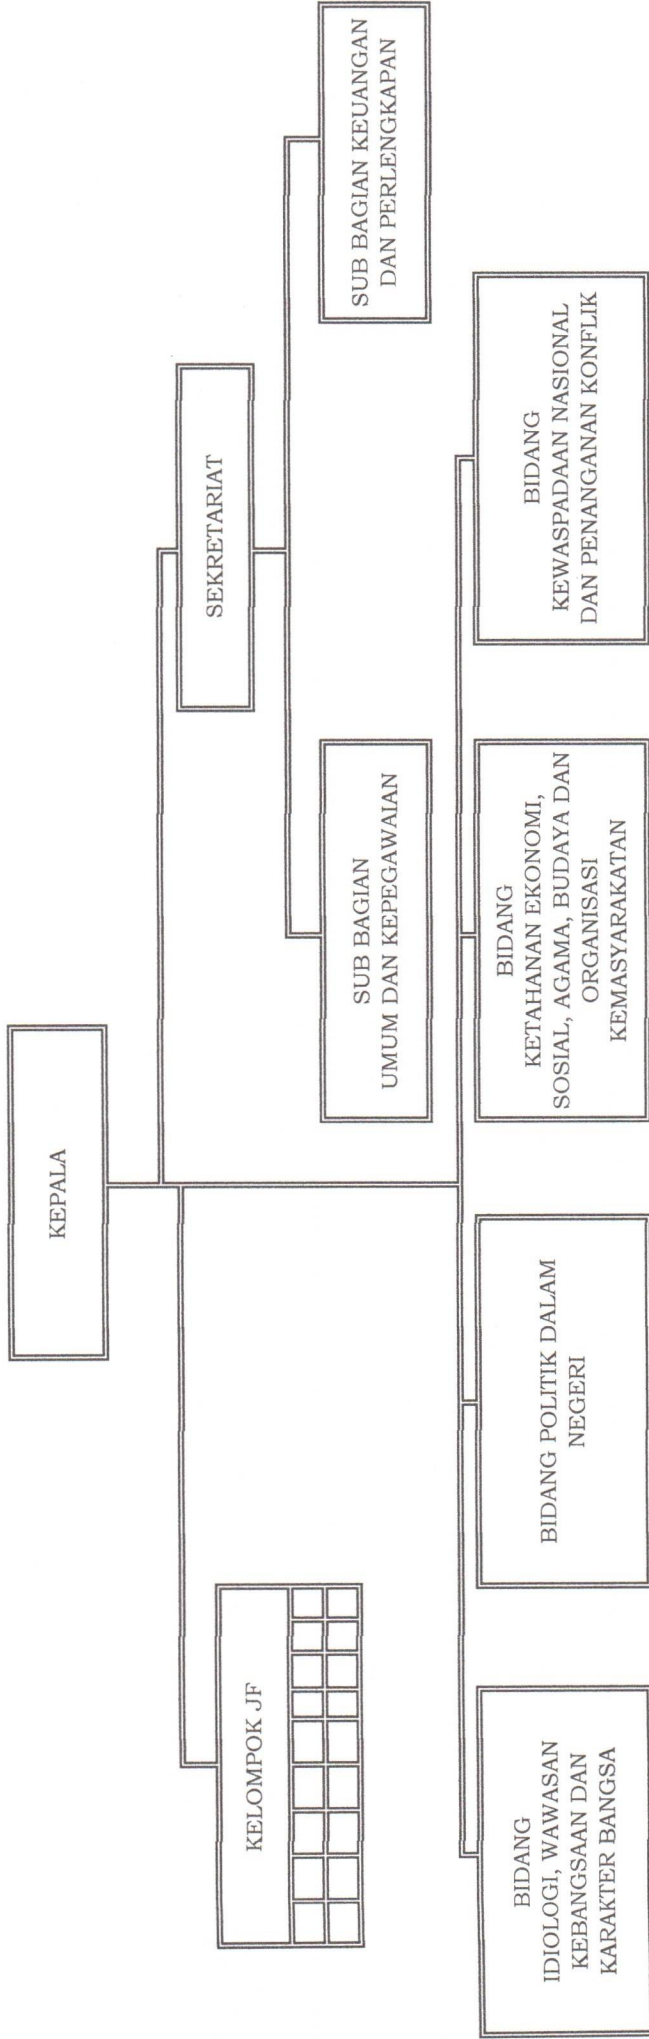 KEPALA
SEKRETARIAT
KELOMPOK JF
SUB BAGIAN
UMUM DAN KEPEGAWAIAN
SUB BAGIAN KEUANGAN
DAN PERLENGKAPAN
BIDANG
IDIOLOGI, WAWASAN
KEBANGSAAN DAN
KARAKTER BANGSA
BIDANG POLITIK DALAM
NEGERI
BIDANG
KETAHANAN EKONOMI,
SOSIAL, AGAMA, BUDAYA DAN
ORGANISASI
KEMASYARAKATAN
BIDANG
KEWASPADAAN NASIONAL
DAN PENANGANAN KONFLIK